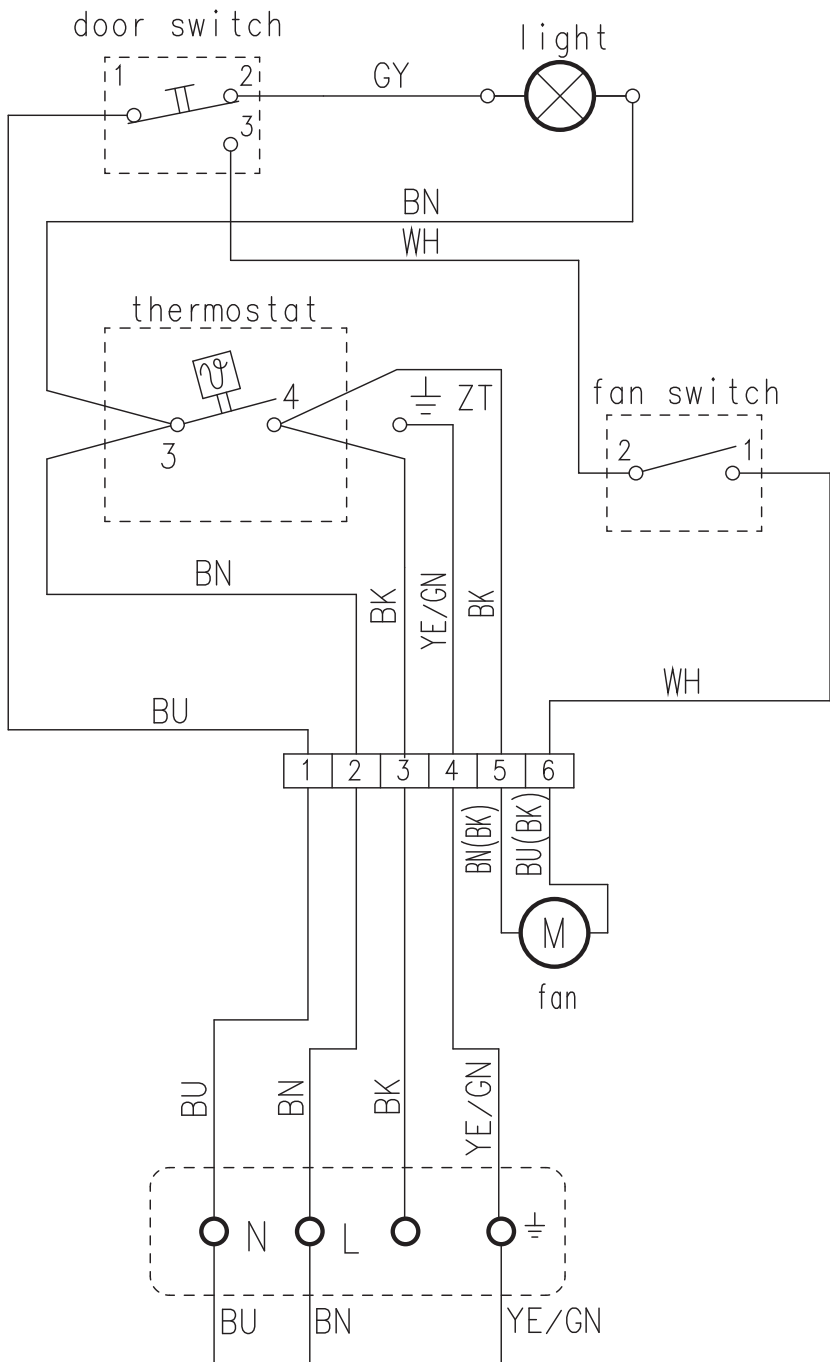 door switch
light
1
2
GY
3
BN
WH
thermostat
ϑ
4
ZT
3
fan switch
2
1
BN
BK
YE/GN
BK
WH
BU
1 2 3 4 5 6
BN(BK)
BU(BK)
M
fan
BU
BN
BK
YE/GN
N
L
BU
BN
YE/GN